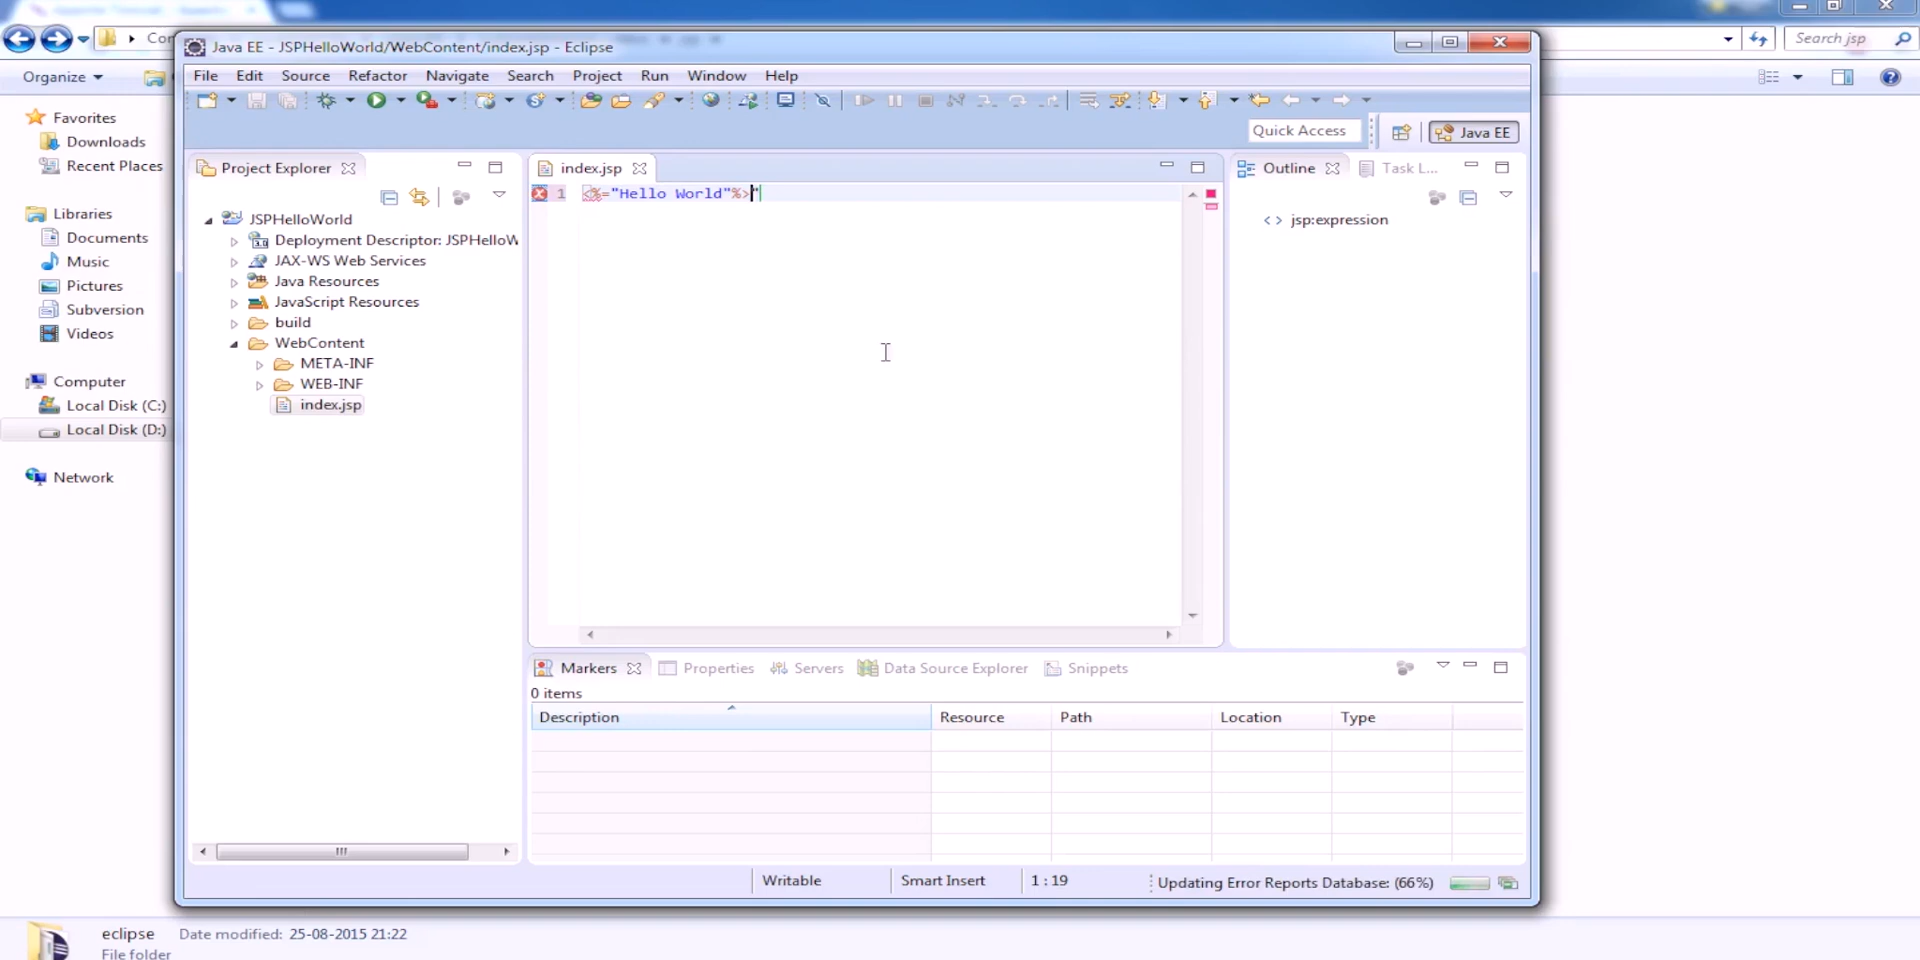 Search jsp
Java EE - JSPHelloWorld/WebContent/index.jsp - Eclipse
Organize
File Edit Source Refactor Navigate Search Project Run Window Help
Quick Access
Java EE
Favorites
Downloads
Recent Places
Libraries
Documents
Music
Pictures
Subversion
Videos
Computer
Local Disk (C:)
Local Disk (D:)
Network
Project Explorer
JSPHelloWorld
Deployment Descriptor: JSPHelloW
JAX-WS Web Services
Java Resources
JavaScript Resources
build
WebContent
META-INF
WEB-INF
index.jsp
index.jsp
1 <%="Hello World"%>"
Outline Task L...
<> jsp:expression
Markers Properties Servers Data Source Explorer Snippets
0 items
Description Resource Path Location Type
Writable Smart Insert 1 : 19 Updating Error Reports Database: (66%)
eclipse Date modified: 25-08-2015 21:22
File folder